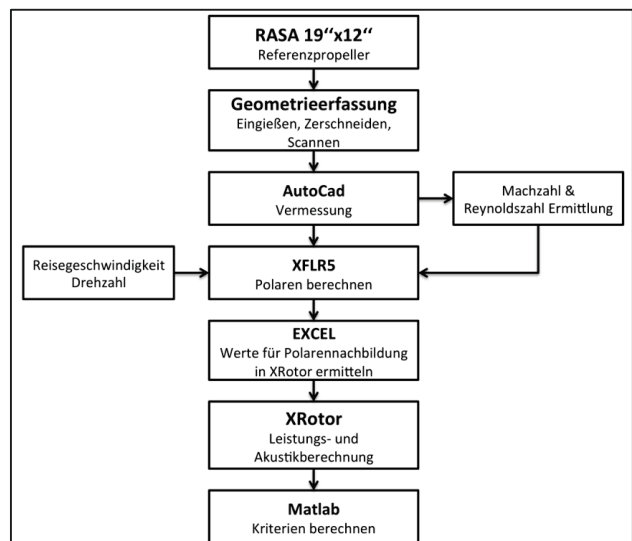 RASA 19“x12“
Referenzpropeller
Geometrieerfassung
Eingießen, Zerschneiden,
Scannen
AutoCad
Vermessung
Machzahl &
Reynoldszahl Ermittlung
Reisegeschwindigkeit
Drehzahl
XFLR5
Polaren berechnen
EXCEL
Werte für Polarennachbildung
in XRotor ermitteln
XRotor
Leistungs- und
Akustikberechnung
Matlab
Kriterien berechnen